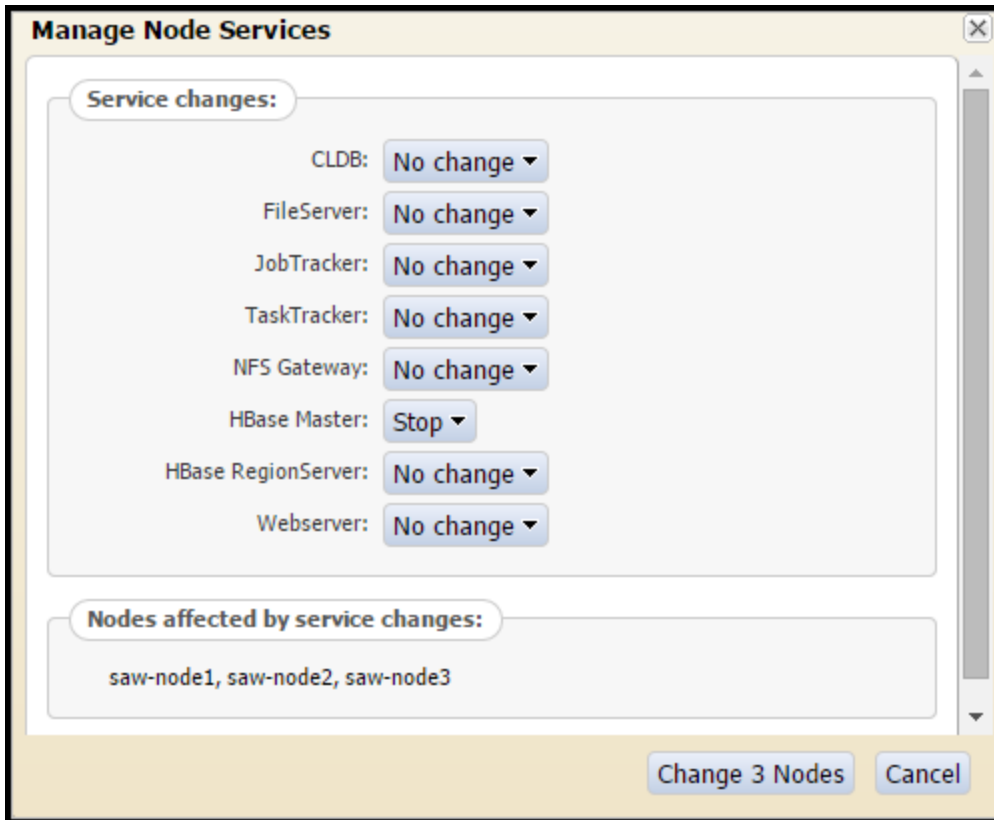 Manage Node Services
Service changes:
CLDB: No change
FileServer: No change
JobTracker: No change
TaskTracker: No change
NFS Gateway: No change
HBase Master: Stop
HBase RegionServer: No change
Webserver: No change
Nodes affected by service changes:
saw-node1, saw-node2, saw-node3
Change 3 Nodes Cancel